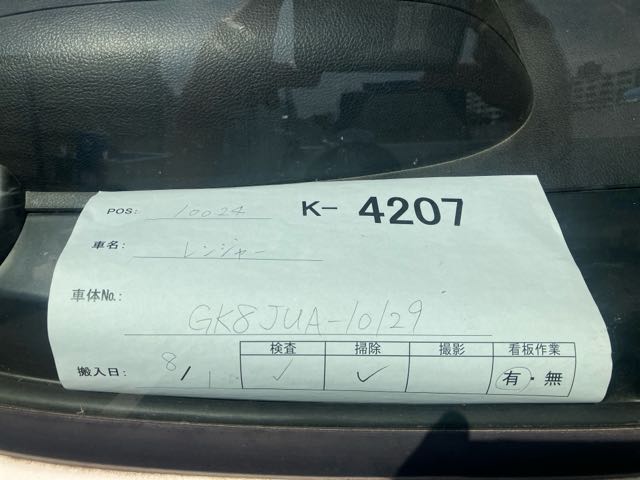 POS: 10024 K- 4207
車名: レンジャー
車体No.:
GK8JUA-10129
検査 掃除 撮影 看板作業
搬入日: 8/1 ✓ ✓ 有・無